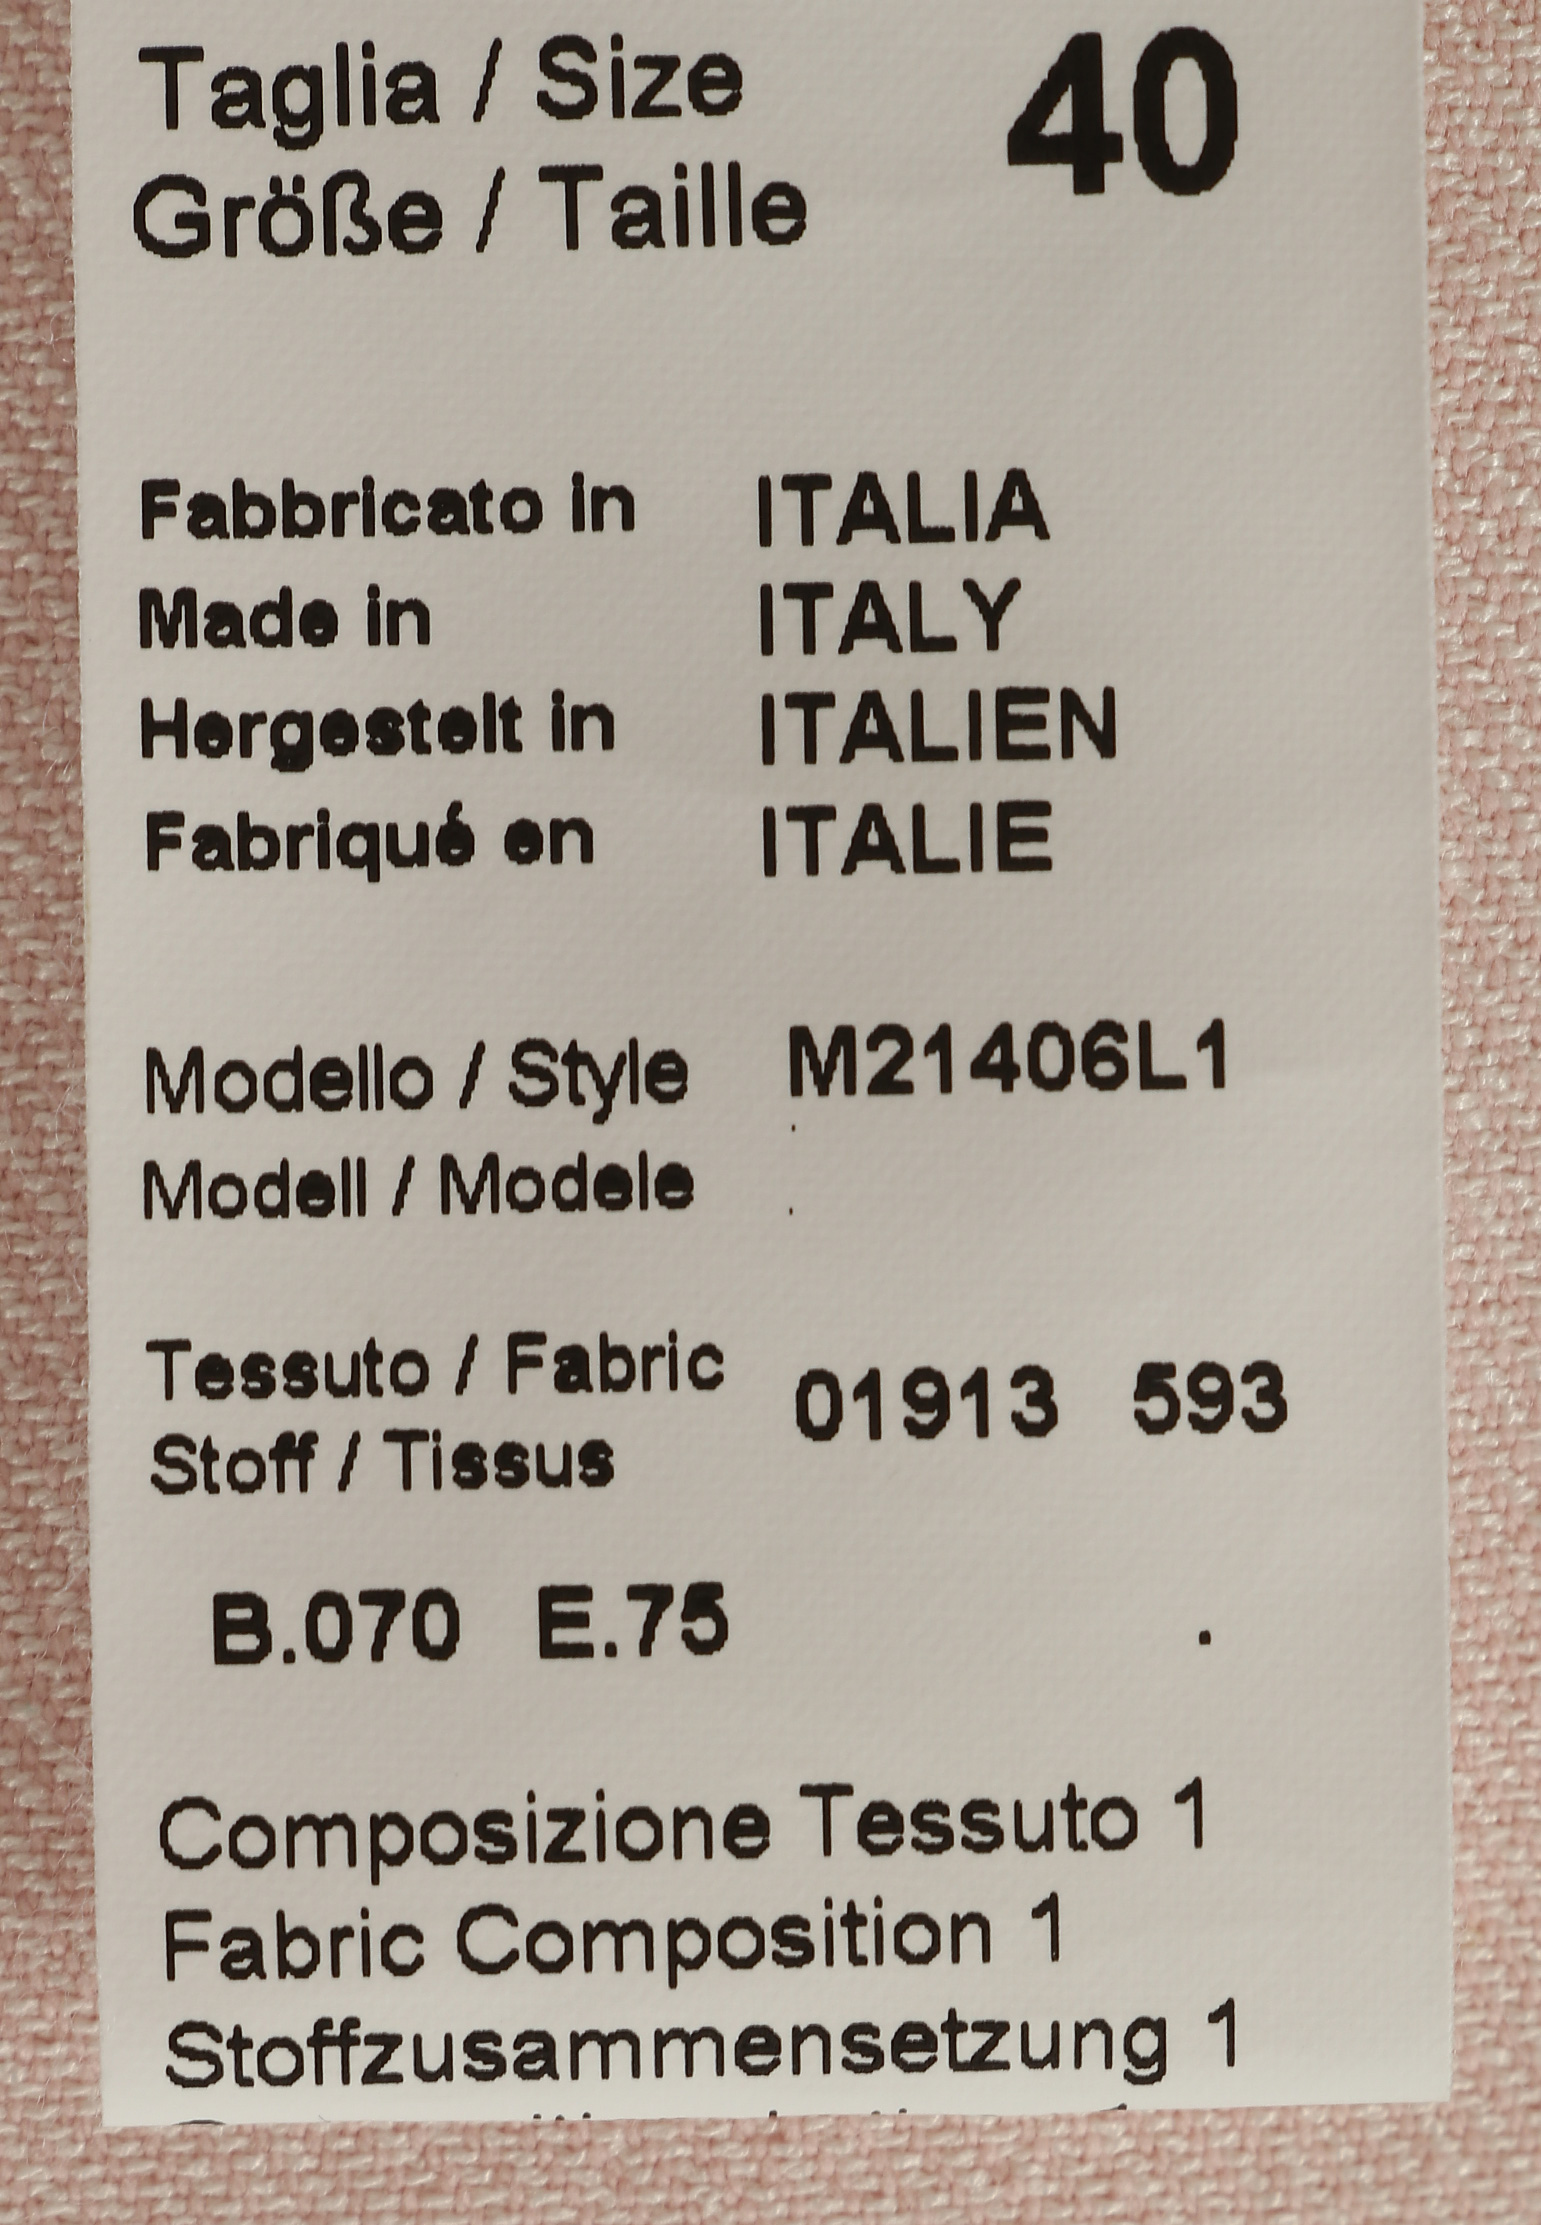 Taglia / Size 40
Größe / Taille
Fabbricato in ITALIA
Made in ITALY
Hergestelt in ITALIEN
Fabriqué en ITALIE
Modello / Style M21406L1
Modell / Modele
Tessuto / Fabric 01913 593
Stoff / Tissus
B.070 E.75 .
Composizione Tessuto 1
Fabric Composition 1
Stoffzusammensetzung 1